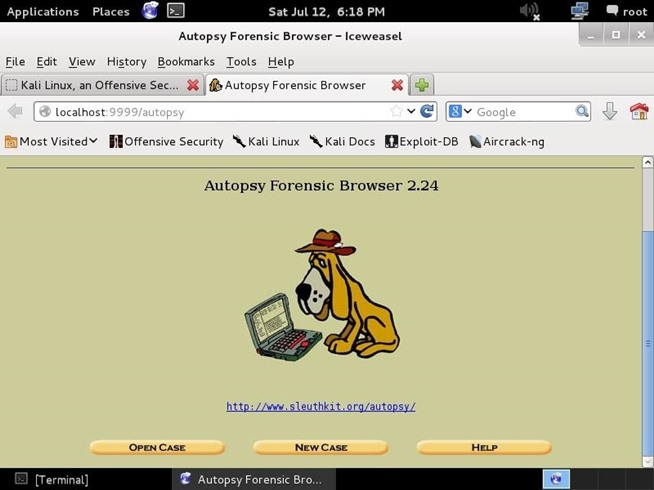 Applications Places Sat Jul 12, 6:18 PM root
Autopsy Forensic Browser – Iceweasel
File Edit View History Bookmarks Tools Help
Kali Linux, an Offensive Sec... Autopsy Forensic Browser
localhost:9999/autopsy Google
Most Visited Offensive Security Kali Linux Kali Docs Exploit-DB Aircrack-ng
Autopsy Forensic Browser 2.24
http://www.sleuthkit.org/autopsy/
OPEN CASE NEW CASE HELP
[Terminal] Autopsy Forensic Bro...